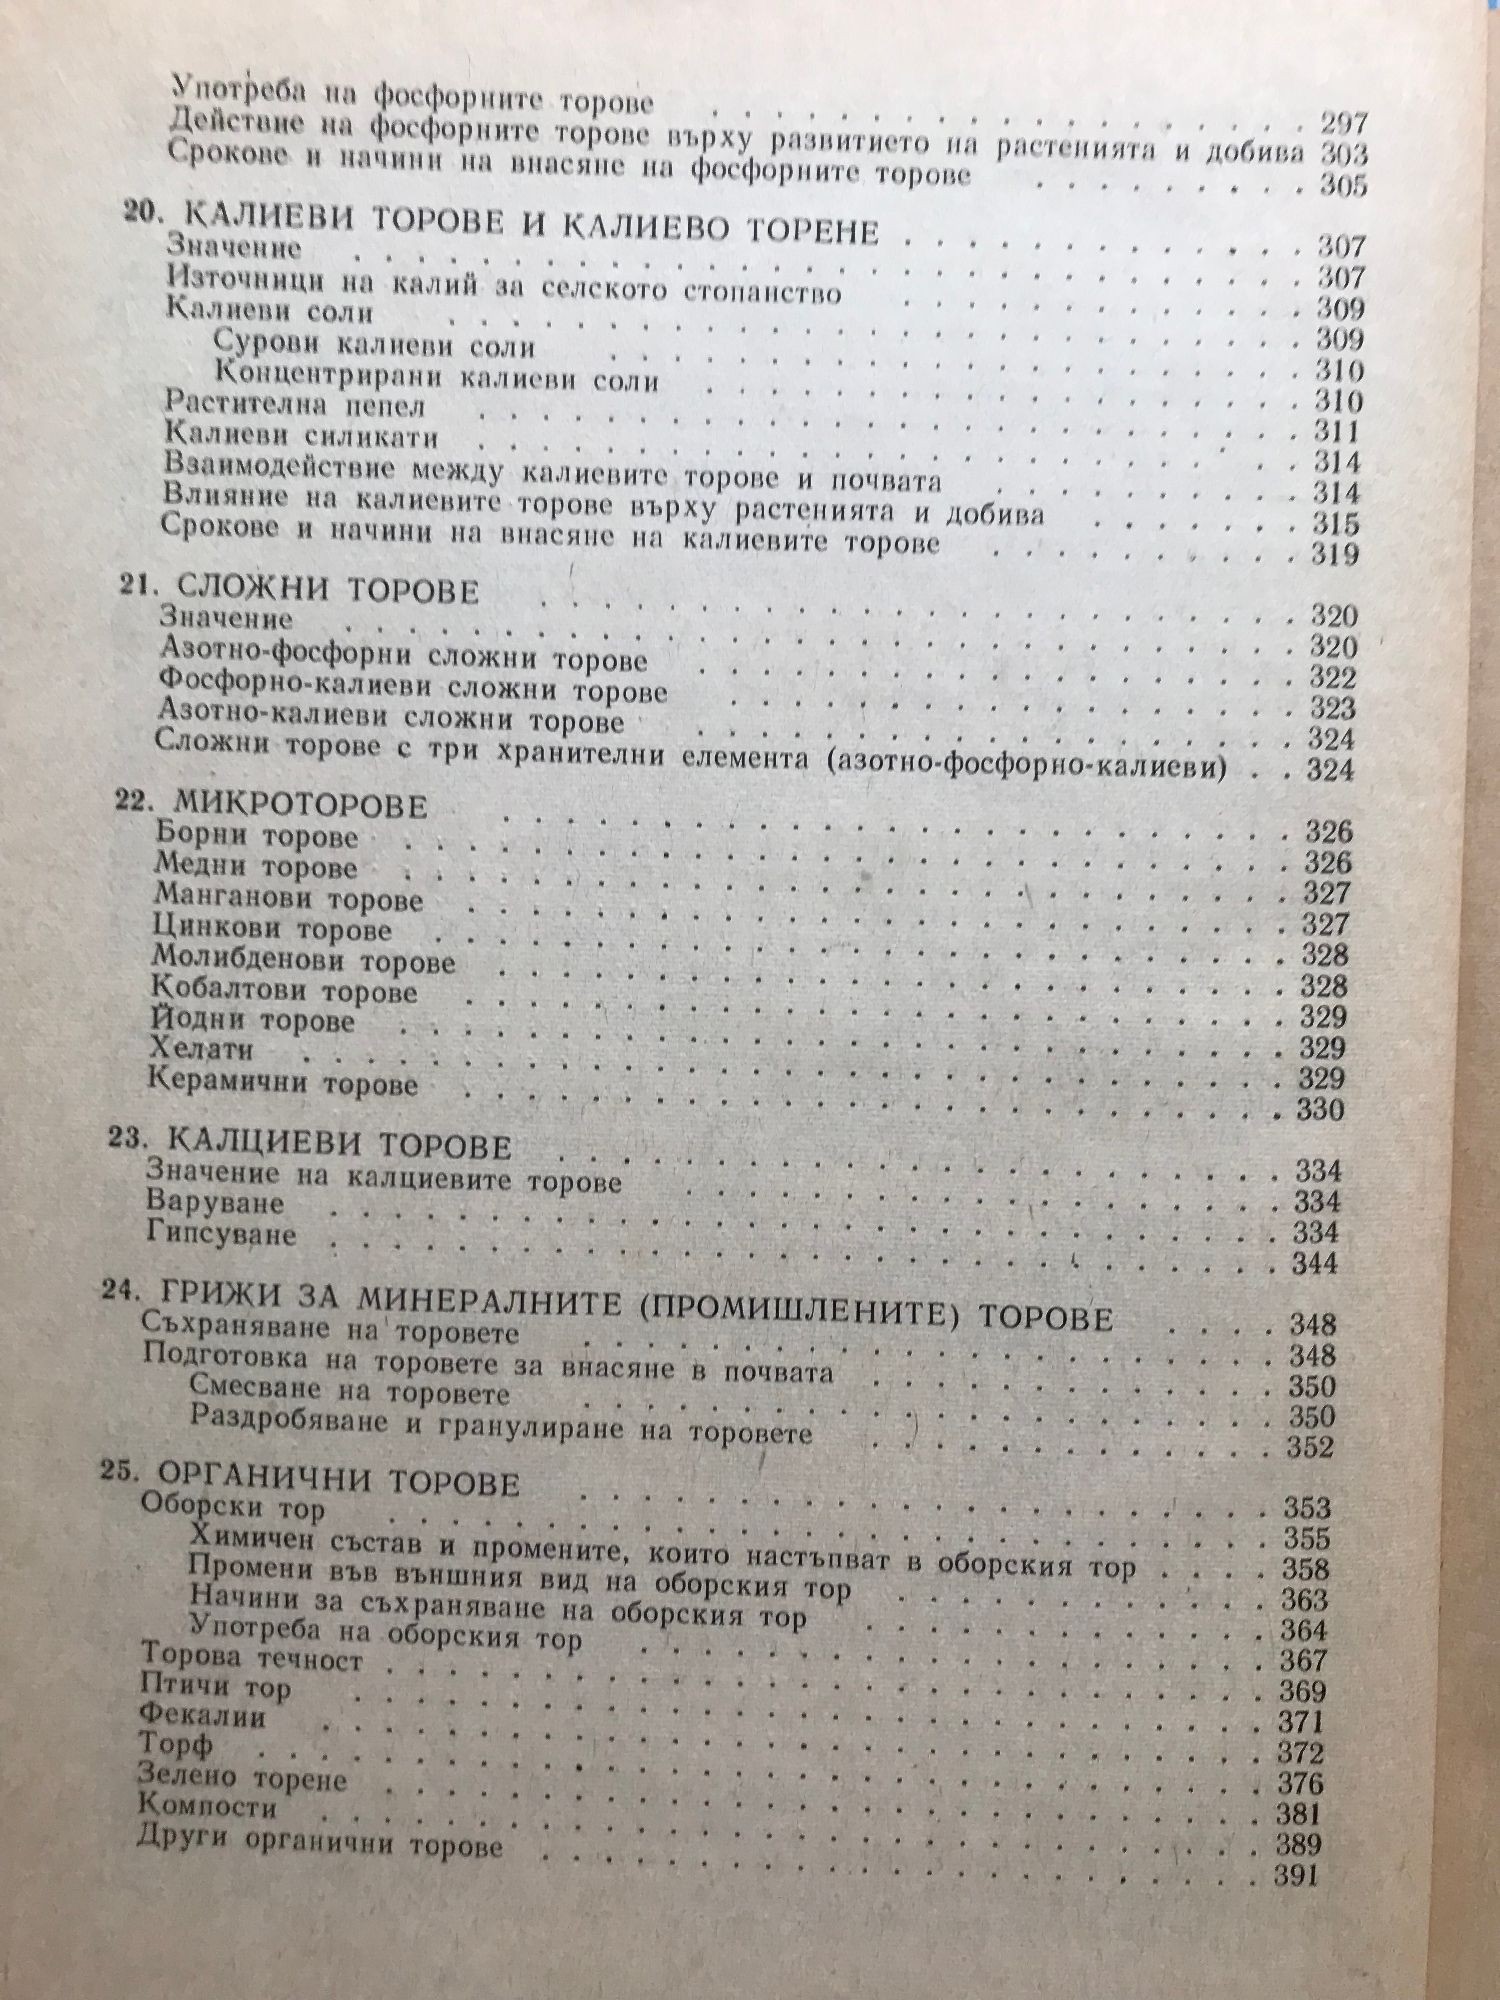 Употреба на фосфорните торове . . . . . . . . . . . . . . . . . . . 297
Действие на фосфорните торове върху развитието на растенията и добива 303
Срокове и начини на внасяне на фосфорните торове . . . . . . . . . 305
20. КАЛИЕВИ ТОРОВЕ И КАЛИЕВО ТОРЕНЕ . . . . . . . . . . . . . 307
Значение . . . . . . . . . . . . . . . . . . . . . . . . . . . . . . 307
Източници на калий за селското стопанство . . . . . . . . . . . . . 309
Калиеви соли . . . . . . . . . . . . . . . . . . . . . . . . . . . 309
Сурови калиеви соли . . . . . . . . . . . . . . . . . . . . . . 310
Концентрирани калиеви соли . . . . . . . . . . . . . . . . . . . 310
Растителна пепел . . . . . . . . . . . . . . . . . . . . . . . . . . 311
Калиеви силикати . . . . . . . . . . . . . . . . . . . . . . . . . . 314
Взаимодействие между калиевите торове и почвата . . . . . . . . . . 314
Влияние на калиевите торове върху растенията и добива . . . . . . . 315
Срокове и начини на внасяне на калиевите торове . . . . . . . . . . 319
21. СЛОЖНИ ТОРОВЕ . . . . . . . . . . . . . . . . . . . . . . . . 320
Значение . . . . . . . . . . . . . . . . . . . . . . . . . . . . . . 320
Азотно-фосфорни сложни торове . . . . . . . . . . . . . . . . . . . 322
Фосфорно-калиеви сложни торове . . . . . . . . . . . . . . . . . . 323
Азотно-калиеви сложни торове . . . . . . . . . . . . . . . . . . . 324
Сложни торове с три хранителни елемента (азотно-фосфорно-калиеви) . . 324
22. МИКРОТОРОВЕ . . . . . . . . . . . . . . . . . . . . . . . . . 326
Борни торове . . . . . . . . . . . . . . . . . . . . . . . . . . . . 326
Медни торове . . . . . . . . . . . . . . . . . . . . . . . . . . . . 327
Манганови торове . . . . . . . . . . . . . . . . . . . . . . . . . . 327
Цинкови торове . . . . . . . . . . . . . . . . . . . . . . . . . . . 328
Молибденови торове . . . . . . . . . . . . . . . . . . . . . . . . . 328
Кобалтови торове . . . . . . . . . . . . . . . . . . . . . . . . . . 329
Йодни торове . . . . . . . . . . . . . . . . . . . . . . . . . . . . 329
Хелати . . . . . . . . . . . . . . . . . . . . . . . . . . . . . . . 329
Керамични торове . . . . . . . . . . . . . . . . . . . . . . . . . . 330
23. КАЛЦИЕВИ ТОРОВЕ . . . . . . . . . . . . . . . . . . . . . . . 334
Значение на калциевите торове . . . . . . . . . . . . . . . . . . . 334
Варуване . . . . . . . . . . . . . . . . . . . . . . . . . . . . . . 334
Гипсуване . . . . . . . . . . . . . . . . . . . . . . . . . . . . . . 344
24. ГРИЖИ ЗА МИНЕРАЛНИТЕ (ПРОМИШЛЕНИТЕ) ТОРОВЕ . . . . 348
Съхраняване на торовете . . . . . . . . . . . . . . . . . . . . . . 348
Подготовка на торовете за внасяне в почвата . . . . . . . . . . . . . 350
Смесване на торовете . . . . . . . . . . . . . . . . . . . . . . 350
Раздробяване и гранулиране на торовете . . . . . . . . . . . . . 352
25. ОРГАНИЧНИ ТОРОВЕ . . . . . . . . . . . . . . . . . . . . . . 353
Оборски тор . . . . . . . . . . . . . . . . . . . . . . . . . . . . 355
Химичен състав и промените, които настъпват в оборския тор . . . . 358
Промени във външния вид на оборския тор . . . . . . . . . . . . 363
Начини за съхраняване на оборския тор . . . . . . . . . . . . . 364
Употреба на оборския тор . . . . . . . . . . . . . . . . . . . . 367
Торова течност . . . . . . . . . . . . . . . . . . . . . . . . . . . . 369
Птичи тор . . . . . . . . . . . . . . . . . . . . . . . . . . . . . 371
Фекалии . . . . . . . . . . . . . . . . . . . . . . . . . . . . . . 372
Торф . . . . . . . . . . . . . . . . . . . . . . . . . . . . . . . . 376
Зелено торене . . . . . . . . . . . . . . . . . . . . . . . . . . . . 381
Компости . . . . . . . . . . . . . . . . . . . . . . . . . . . . . . 389
Други органични торове . . . . . . . . . . . . . . . . . . . . . . . 391